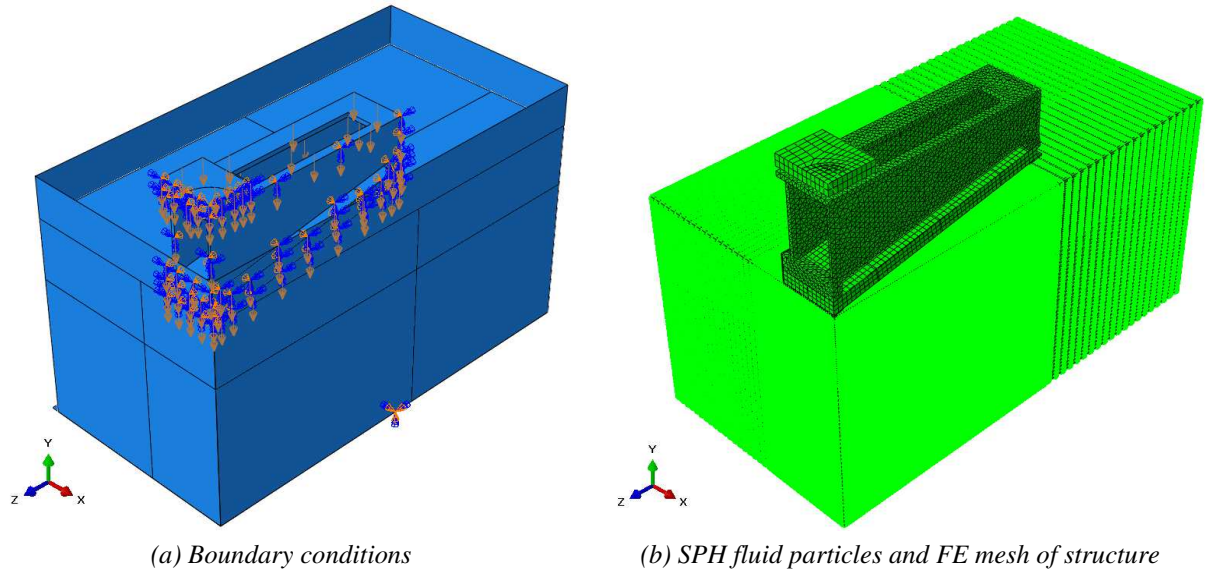 Y
Z
X
Y
Z
X
(a) Boundary conditions
(b) SPH fluid particles and FE mesh of structure